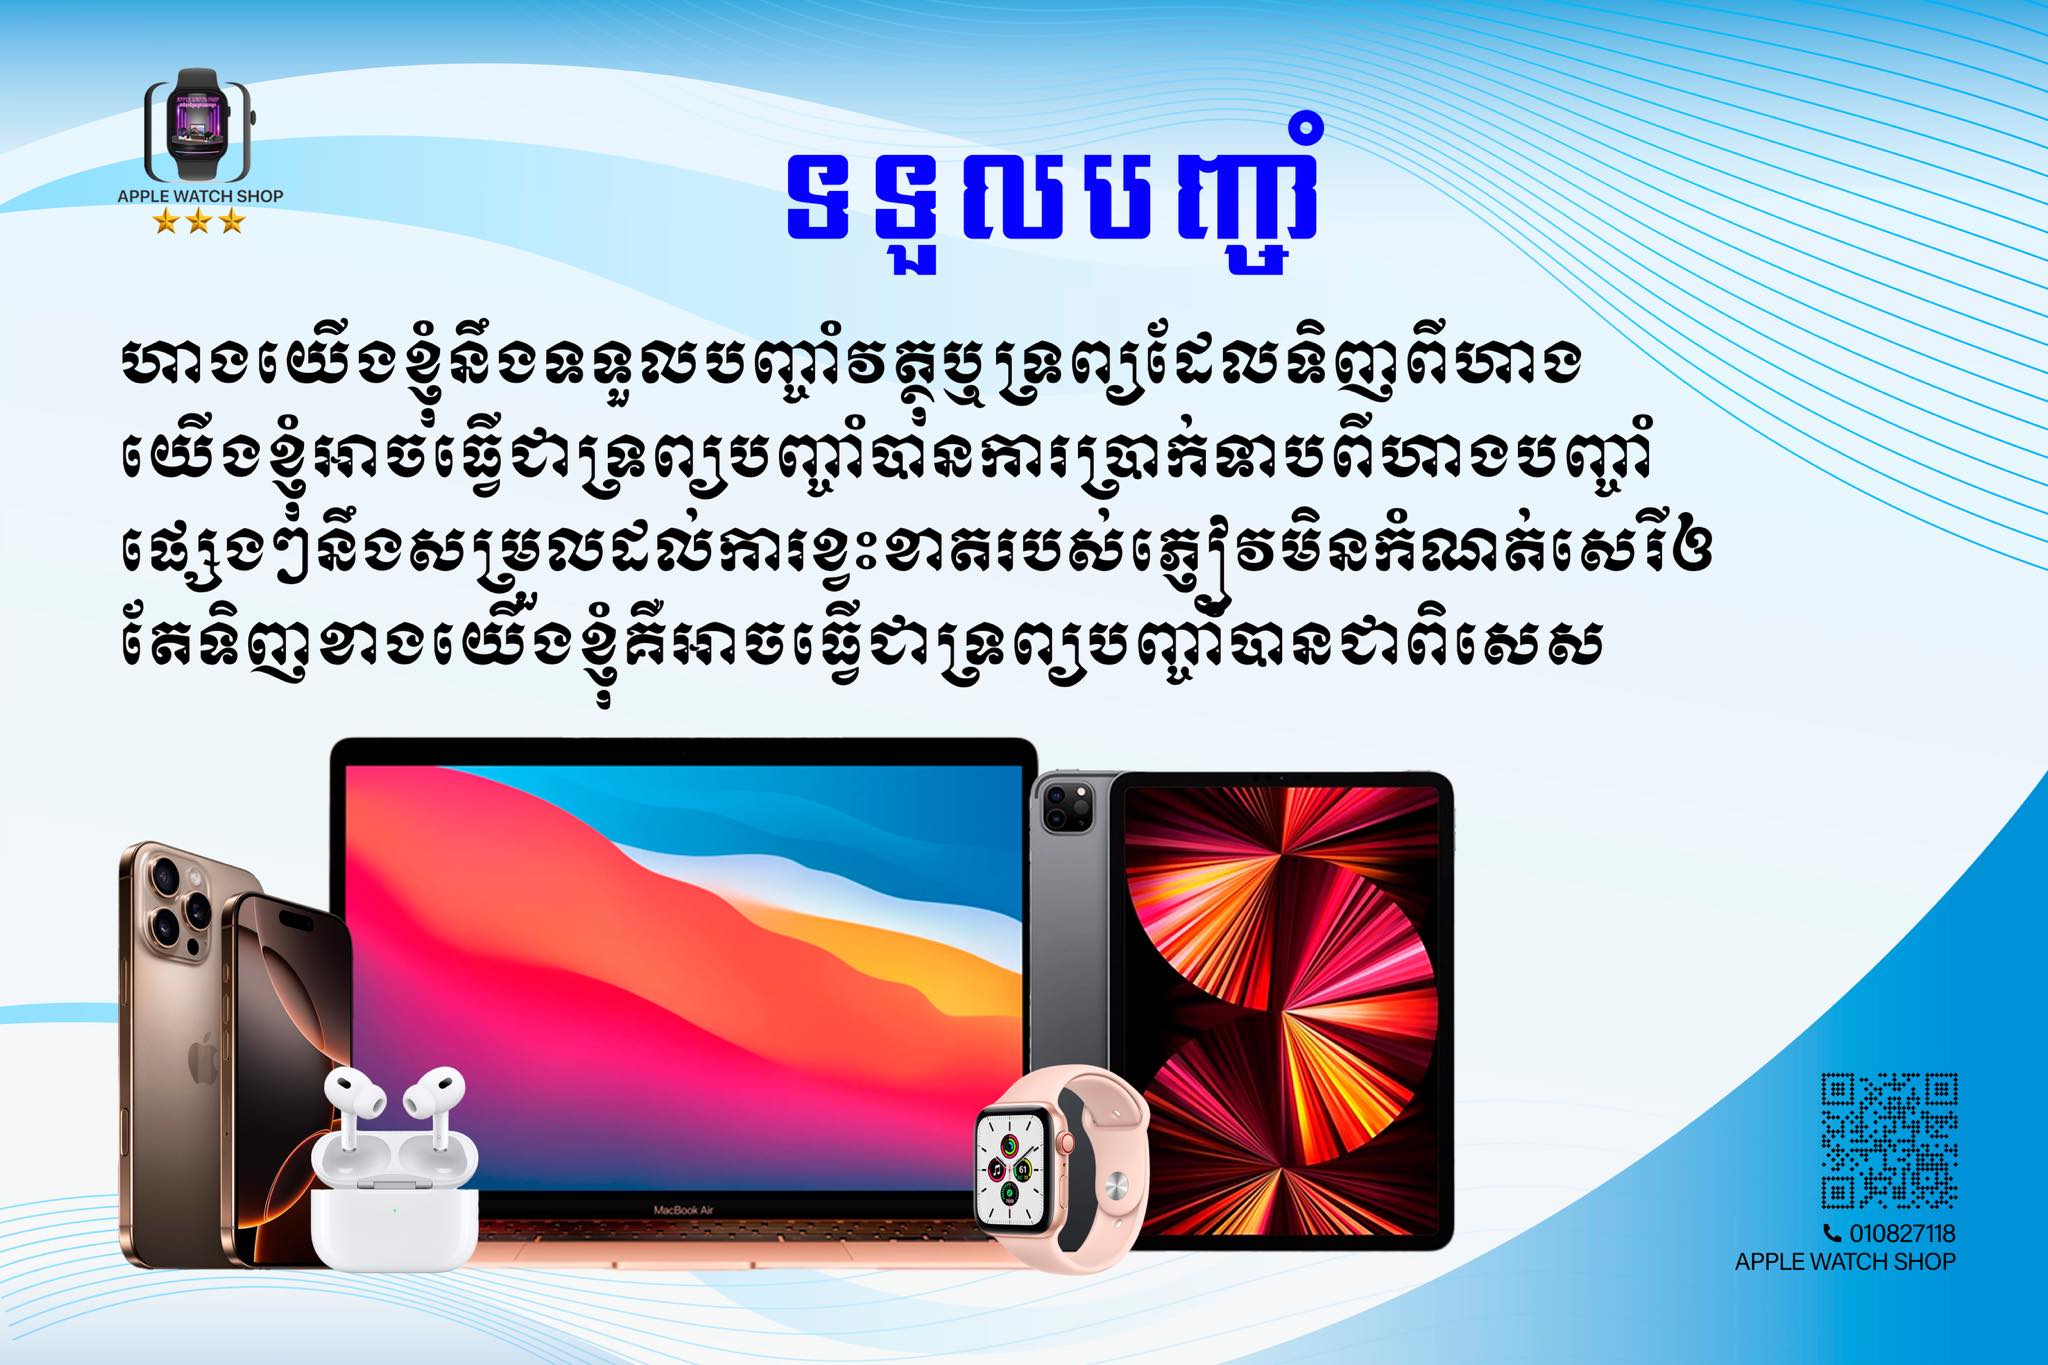 APPLE WATCH SHOP
ទទួលបញ្ចាំ
ហាងយើងខ្ញុំនឹងទទួលបញ្ចាំវត្ថុឬទ្រព្យដែលទិញពីហាង
យើងខ្ញុំអាចធ្វើជាទ្រព្យបញ្ចាំបានការប្រាក់ទាបពីហាងបញ្ចាំ
ផ្សេងៗនឹងសម្រួលដល់ការខ្វះខាតរបស់ភ្ញៀវមិនកំណត់សេរីឲ្
តែទិញខាងយើងខ្ញុំគឺអាចធ្វើជាទ្រព្យបញ្ចាំបានជាពិសេស
MacBook Air
61
010827118
APPLE WATCH SHOP